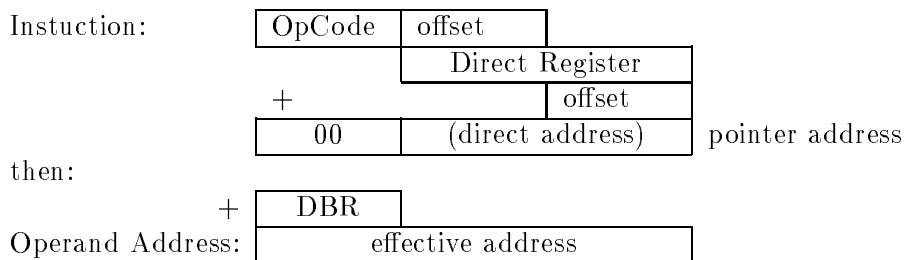 Instuction: OpCode offset
Direct Register
+ offset
00 (direct address) pointer address
then:
+ DBR
Operand Address: effective address